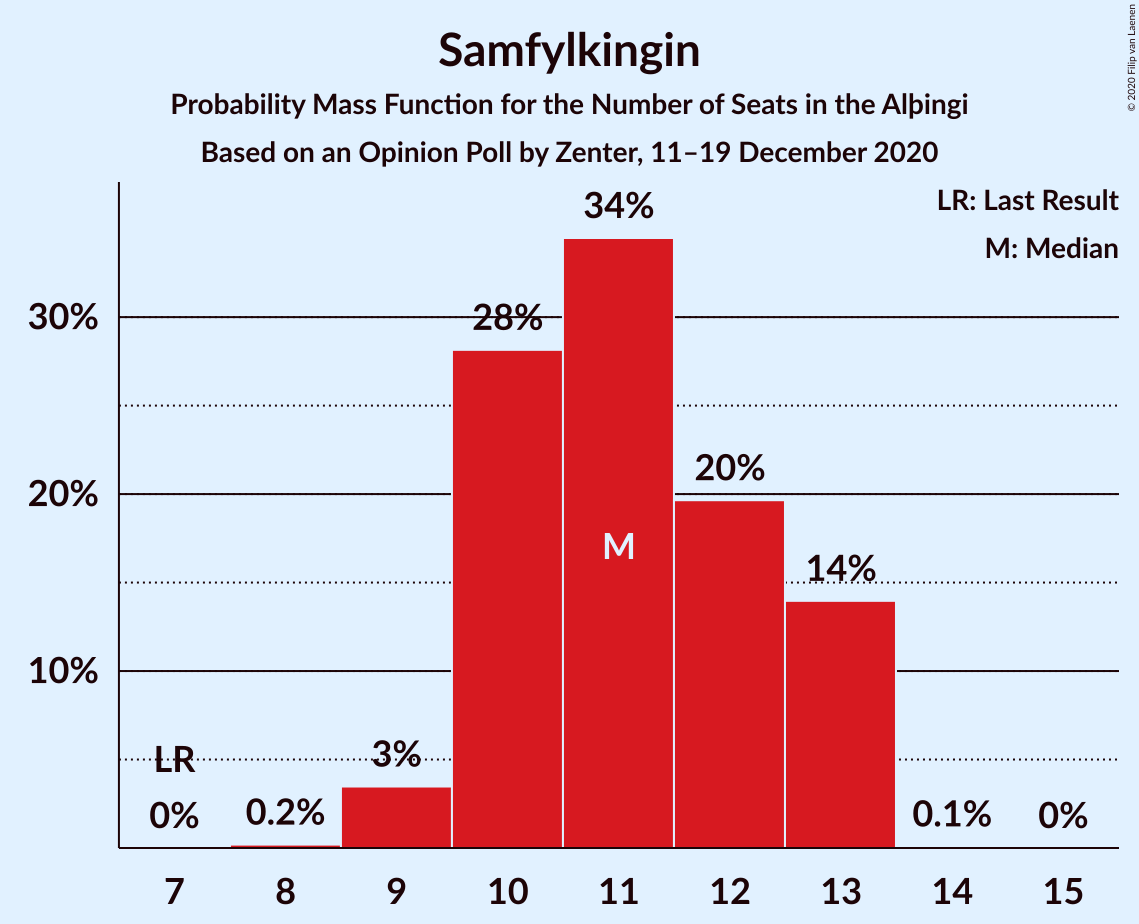 Samfylkingin
Probability Mass Function for the Number of Seats in the Alþingi
Based on an Opinion Poll by Zenter, 11–19 December 2020
© 2020 Filip van Laenen
LR: Last Result
M: Median
34%
30%
28%
20%
20%
M
14%
10%
LR
3%
0%
0.2%
0.1%
0%
7 8 9 10 11 12 13 14 15